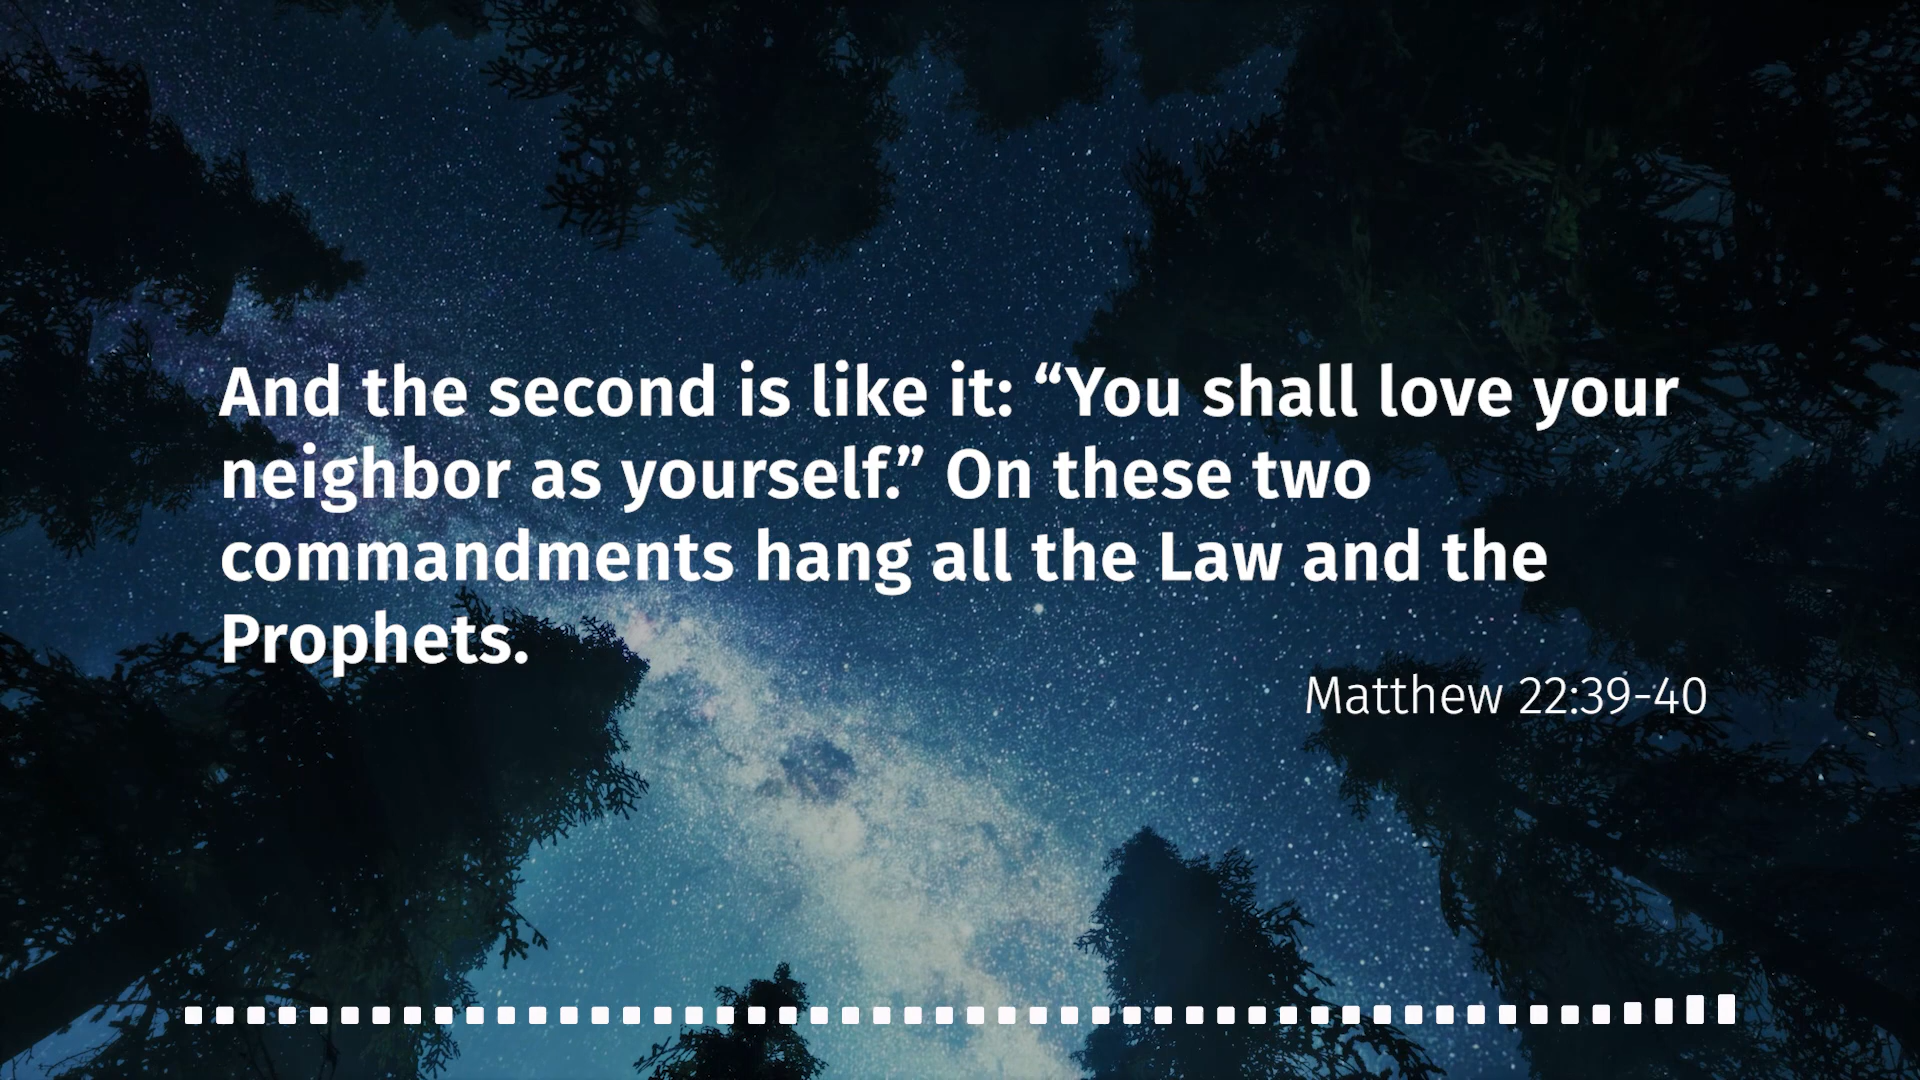 And the second is like it: “You shall love your
neighbor as yourself.” On these two
commandments hang all the Law and the
Prophets.
Matthew 22:39-40